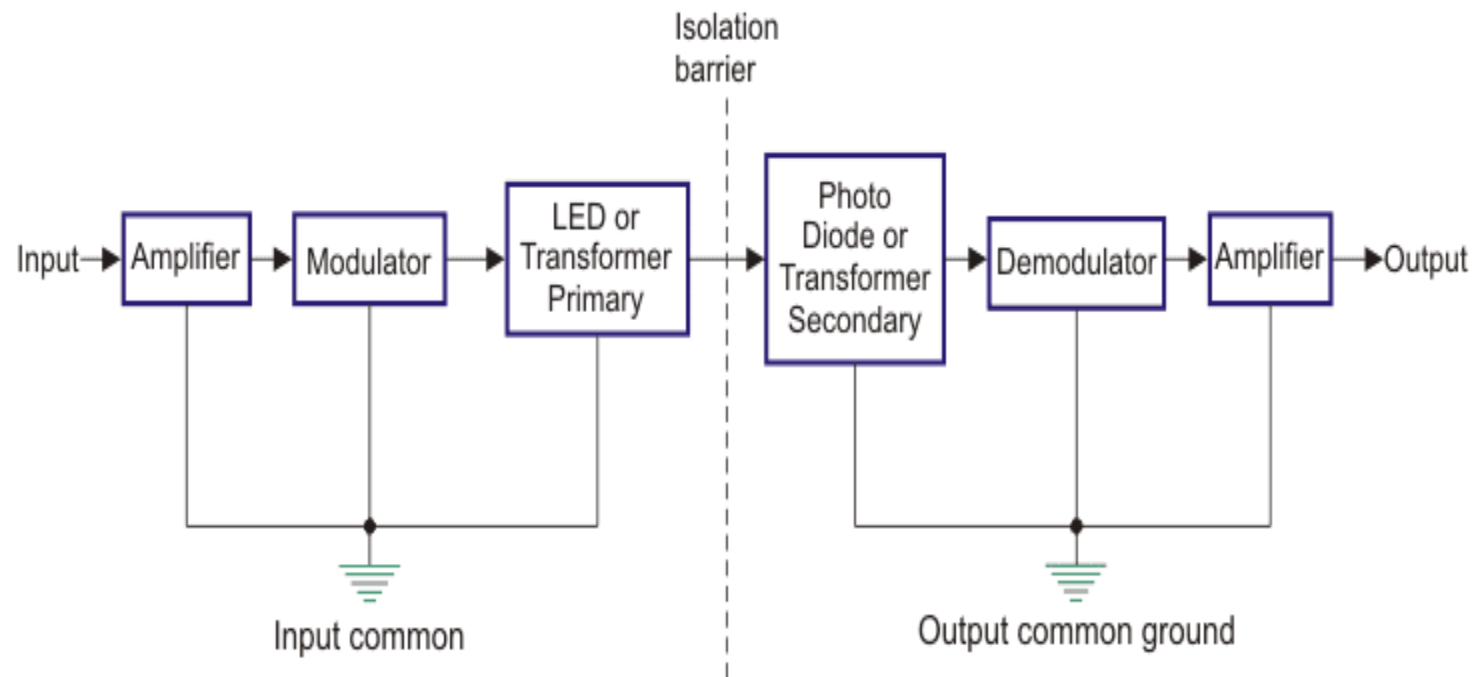 Isolation
barrier
Input
Amplifier
Modulator
LED or
Transformer
Primary
Photo
Diode or
Transformer
Secondary
Demodulator
Amplifier
Output
Input common
Output common ground